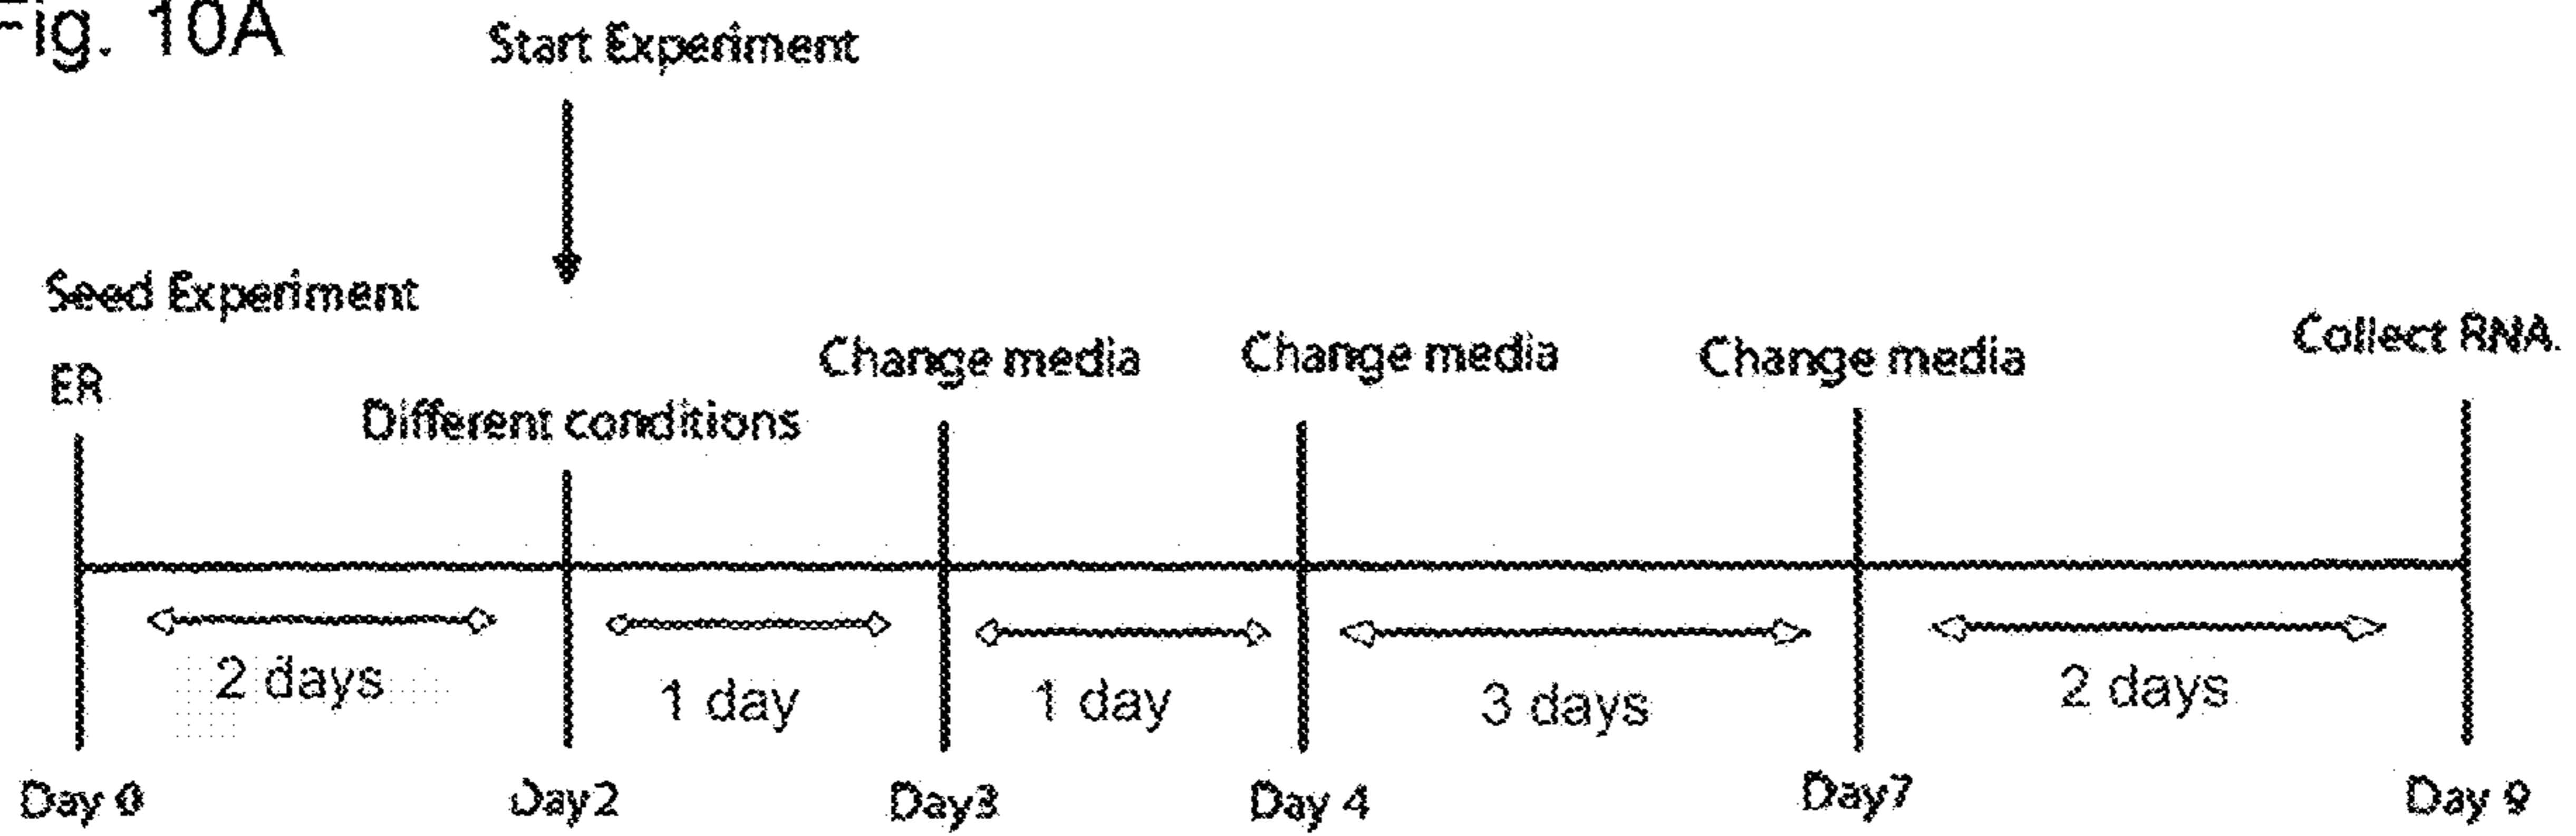 Fig. 10A
Start Experiment
Seed Experiment
ER
Different conditions
Change media
Change media
Change media
Collect RNA.
2 days
1 day
1 day
3 days
2 days
Day 0
Day2
Day3
Day 4
Day7
Day 9